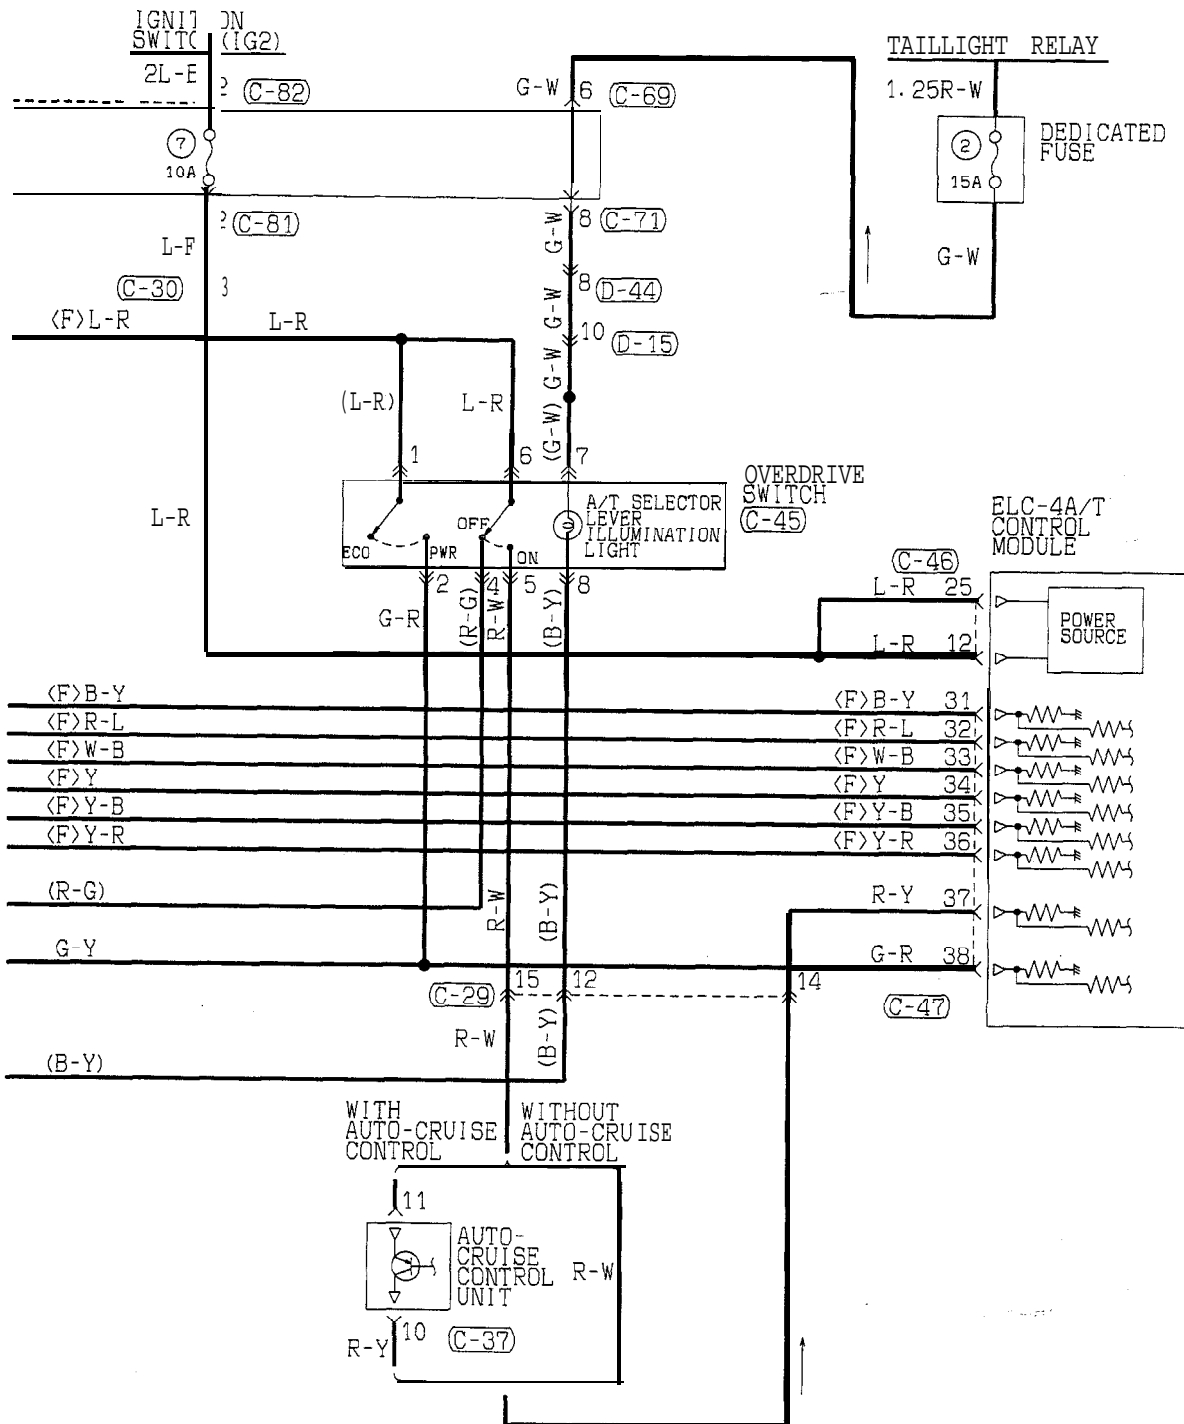 IGNITION
SWITCH (IG2)
TAILLIGHT RELAY
1.25R-W
2L-B
2
C-82
G-W
6
C-69
DEDICATED
FUSE
7
10A
2
15A
2
C-81
8
C-71
G-W
G-W
L-R
C-30
3
8
D-44
G-W
<F>L-R
L-R
10
D-15
G-W
(L-R)
L-R
(G-W)
1
6
7
OVERDRIVE
SWITCH
C-45
A/T SELECTOR
LEVER
ILLUMINATION
LIGHT
L-R
OFF
ECO
PWR
ON
ELC-4A/T
CONTROL
MODULE
C-46
2
4
5
8
L-R
25
G-R
(R-G)
R-W
(B-Y)
POWER
SOURCE
L-R
12
<F>B-Y
<F>B-Y
31
<F>R-L
<F>R-L
32
<F>W-B
<F>W-B
33
<F>Y
<F>Y
34
<F>Y-B
<F>Y-B
35
<F>Y-R
<F>Y-R
36
(R-G)
R-W
(B-Y)
R-Y
37
G-Y
G-R
38
C-29
15
12
14
C-47
R-W
(B-Y)
(B-Y)
WITH
AUTO-CRUISE
CONTROL
WITHOUT
AUTO-CRUISE
CONTROL
11
AUTO-
CRUISE
CONTROL
UNIT
R-W
10
C-37
R-Y